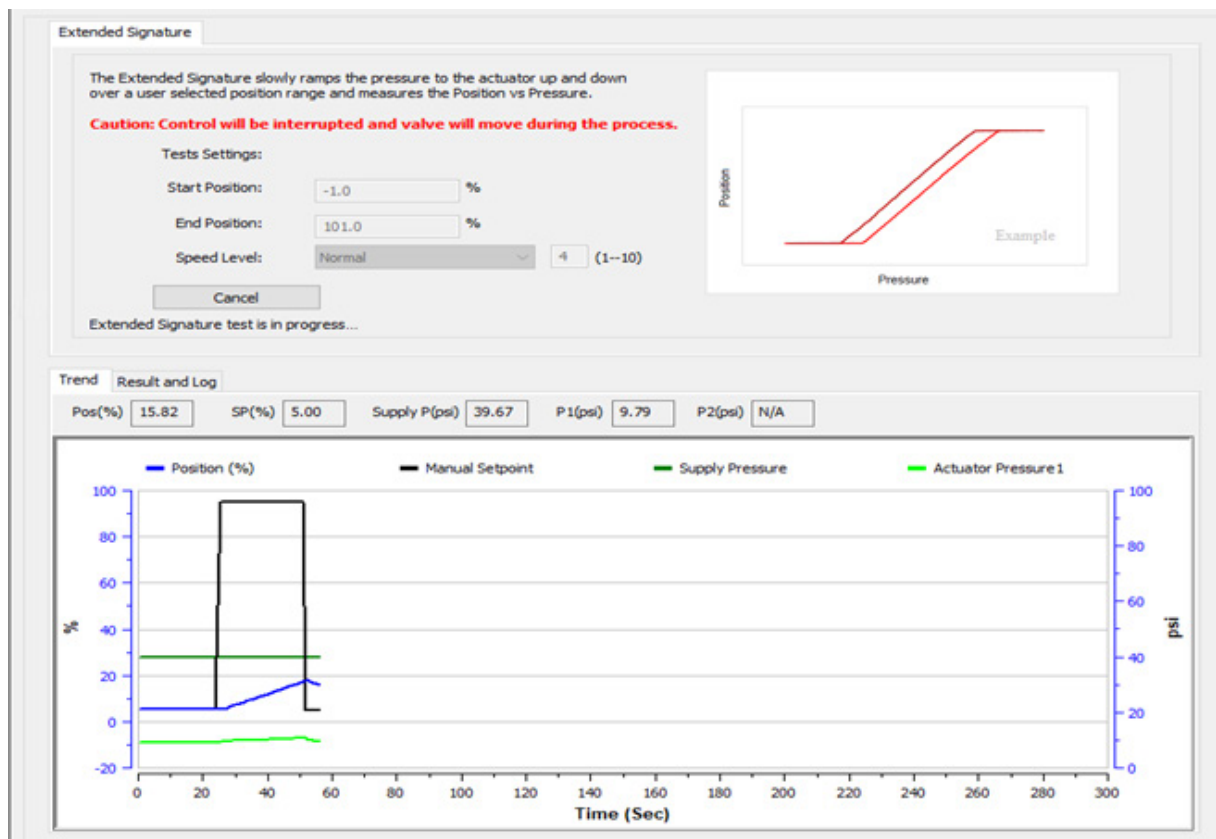 Extended Signature
The Extended Signature slowly ramps the pressure to the actuator up and down
over a user selected position range and measures the Position vs Pressure.
Caution: Control will be interrupted and valve will move during the process.
Tests Settings:
Start Position: -1.0 %
End Position: 101.0 %
Speed Level: Normal 4 (1--10)
Cancel
Extended Signature test is in progress...
Position
Example
Pressure
Trend Result and Log
Pos(%) 15.82 SP(%) 5.00 Supply P(psi) 39.67 P1(psi) 9.79 P2(psi) N/A
Position (%) Manual Setpoint Supply Pressure Actuator Pressure1
100 100
80 80
60 60
40
20 40
0 20
-20 0
%
psi
0 20 40 60 80 100 120 140 160 180 200 220 240 260 280 300
Time (Sec)